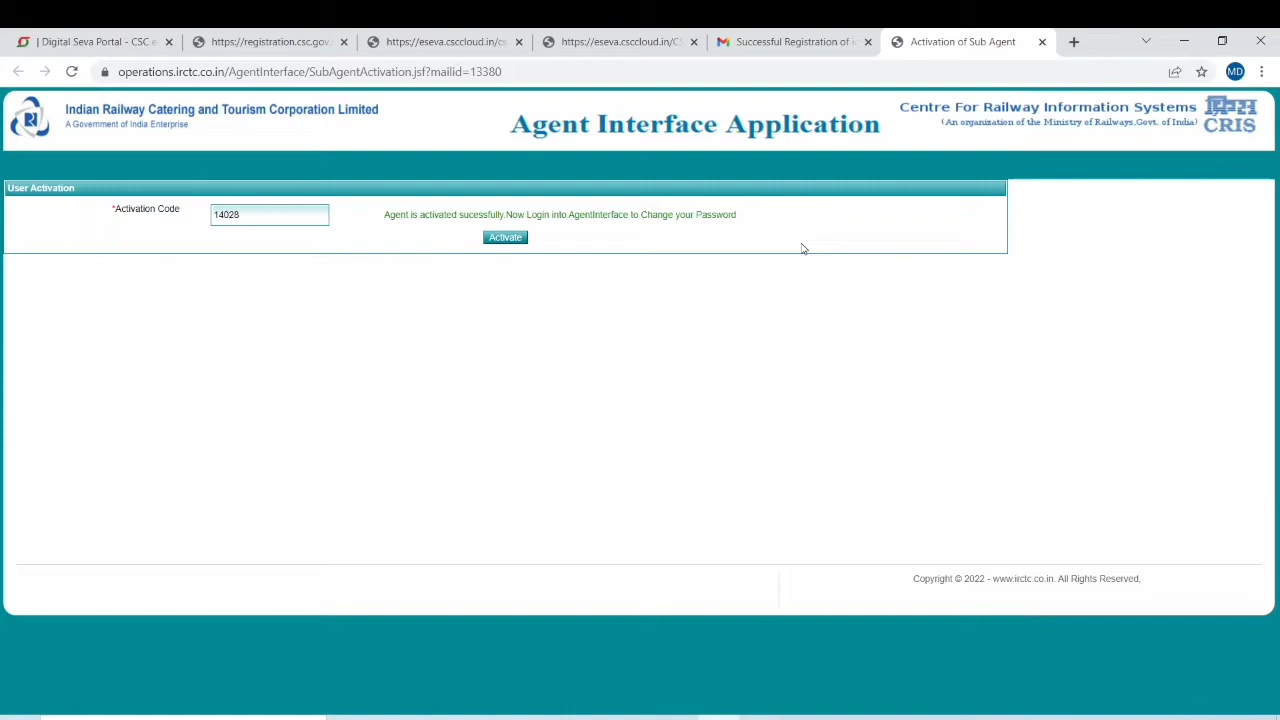 | Digital Seva Portal - CSC e
https://registration.csc.gov.
https://eseva.csccloud.in/cs
https://eseva.csccloud.in/CS
Successful Registration of
Activation of Sub Agent
operations.irctc.co.in/AgentInterface/SubAgentActivation.jsf?mailid=13380
MD
Indian Railway Catering and Tourism Corporation Limited
A Government of India Enterprise
Agent Interface Application
Centre For Railway Information Systems
(An organization of the Ministry of Railways,Govt. of India)
CRIS
User Activation
*Activation Code
14028
Agent is activated sucessfully.Now Login into AgentInterface to Change your Password
Activate
Copyright © 2022 - www.irctc.co.in. All Rights Reserved,